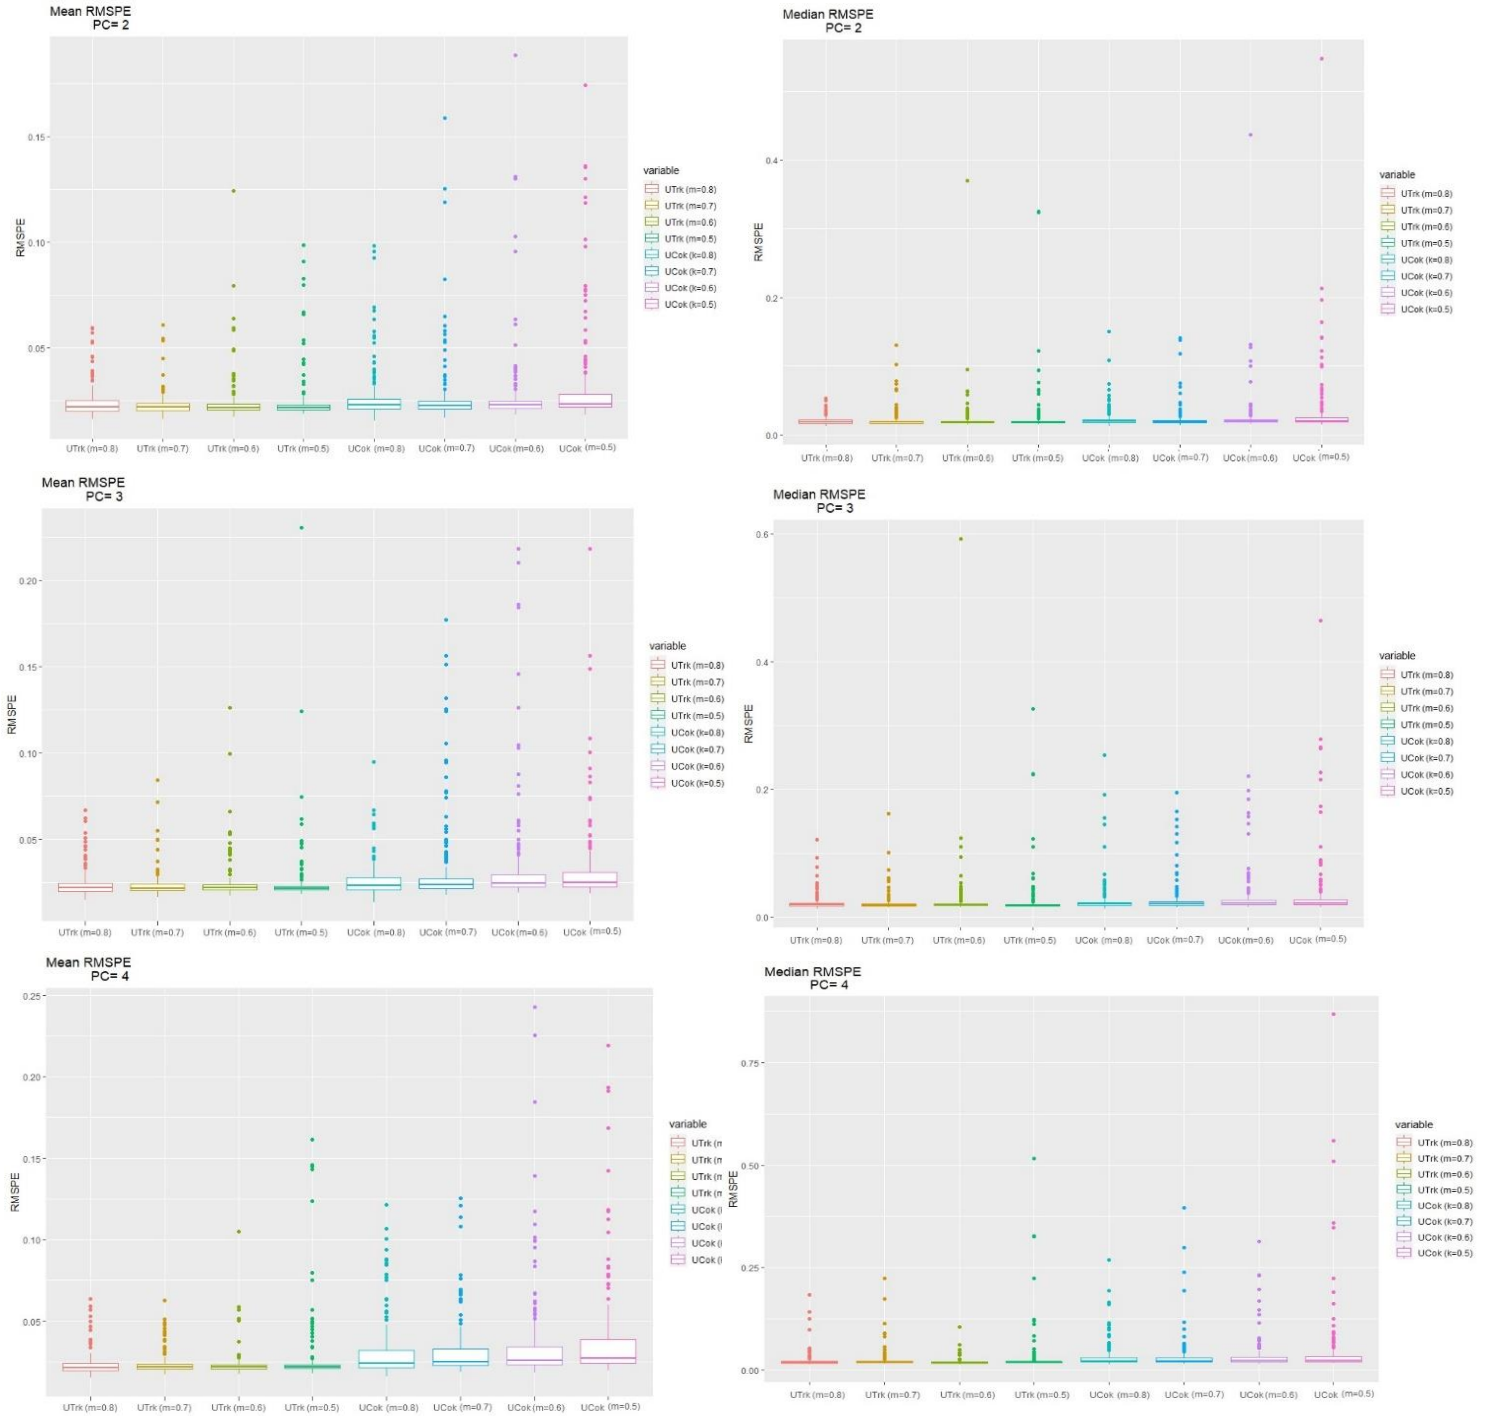 Mean RMSPE
PC= 2
0.15
0.10
0.05
RMSPE
UTrk (m=0.8)
UTrk (m=0.7)
UTrk (m=0.6)
UTrk (m=0.5)
UCok (m=0.8)
UCok (m=0.7)
UCok (m=0.6)
UCok (m=0.5)
variable
UTrk (m=0.8)
UTrk (m=0.7)
UTrk (m=0.6)
UTrk (m=0.5)
UCok (k=0.8)
UCok (k=0.7)
UCok (k=0.6)
UCok (k=0.5)
Median RMSPE
PC= 2
0.4
0.2
0.0
RMSPE
UTrk (m=0.8)
UTrk (m=0.7)
UTrk (m=0.6)
UTrk (m=0.5)
UCok (m=0.8)
UCok (m=0.7)
UCok (m=0.6)
UCok (m=0.5)
variable
UTrk (m=0.8)
UTrk (m=0.7)
UTrk (m=0.6)
UTrk (m=0.5)
UCok (k=0.8)
UCok (k=0.7)
UCok (k=0.6)
UCok (k=0.5)
Mean RMSPE
PC= 3
0.20
0.15
0.10
0.05
RMSPE
UTrk (m=0.8)
UTrk (m=0.7)
UTrk (m=0.6)
UTrk (m=0.5)
UCok (m=0.8)
UCok (m=0.7)
UCok (m=0.6)
UCok (m=0.5)
variable
UTrk (m=0.8)
UTrk (m=0.7)
UTrk (m=0.6)
UTrk (m=0.5)
UCok (k=0.8)
UCok (k=0.7)
UCok (k=0.6)
UCok (k=0.5)
Median RMSPE
PC= 3
0.6
0.4
0.2
0.0
RMSPE
UTrk (m=0.8)
UTrk (m=0.7)
UTrk (m=0.6)
UTrk (m=0.5)
UCok (m=0.8)
UCok (m=0.7)
UCok (m=0.6)
UCok (m=0.5)
variable
UTrk (m=0.8)
UTrk (m=0.7)
UTrk (m=0.6)
UTrk (m=0.5)
UCok (k=0.8)
UCok (k=0.7)
UCok (k=0.6)
UCok (k=0.5)
Mean RMSPE
PC= 4
0.25
0.20
0.15
0.10
0.05
RMSPE
UTrk (m=0.8)
UTrk (m=0.7)
UTrk (m=0.6)
UTrk (m=0.5)
UCok (m=0.8)
UCok (m=0.7)
UCok (m=0.6)
UCok (m=0.5)
variable
UTrk
UTrk
UTrk
UTrk
UCok
UCok
UCok
UCok
Median RMSPE
PC= 4
0.75
0.50
0.25
0.00
RMSPE
UTrk (m=0.8)
UTrk (m=0.7)
UTrk (m=0.6)
UTrk (m=0.5)
UCok (m=0.8)
UCok (m=0.7)
UCok (m=0.6)
UCok (m=0.5)
variable
UTrk (m=0.8)
UTrk (m=0.7)
UTrk (m=0.6)
UTrk (m=0.5)
UCok (k=0.8)
UCok (k=0.7)
UCok (k=0.6)
UCok (k=0.5)